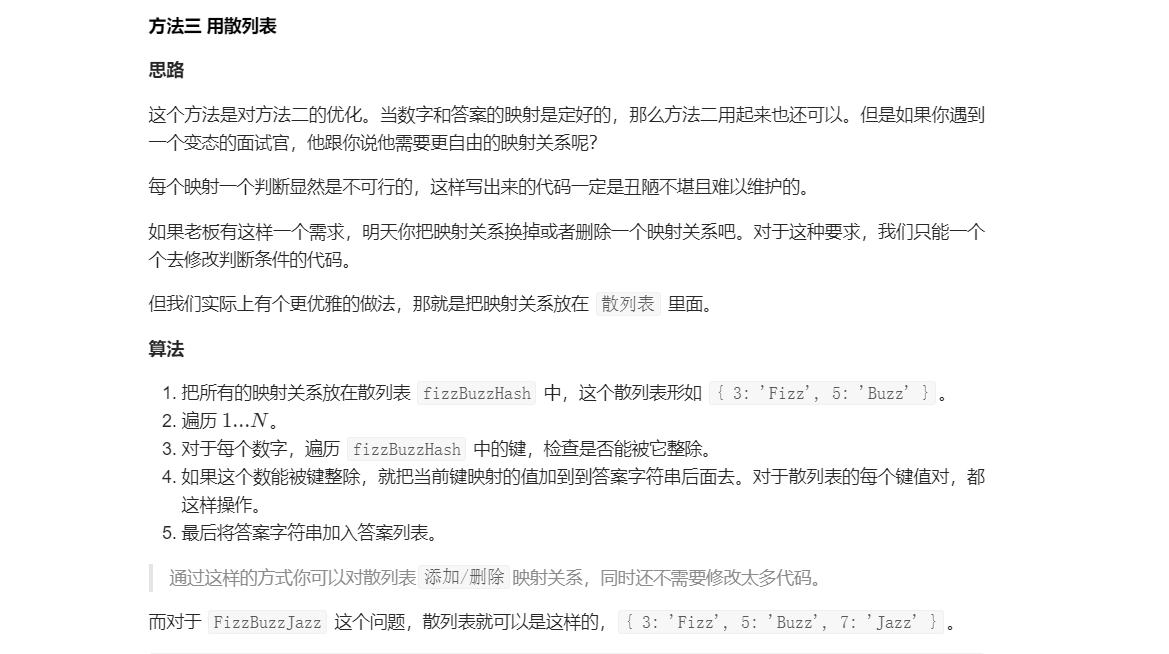 方法三 用散列表
思路
这个方法是对方法二的优化。当数字和答案的映射是定好的，那么方法二用起来也还可以。但是如果你遇到
一个变态的面试官，他跟你说他需要更自由的映射关系呢？
每个映射一个判断显然是不可行的，这样写出来的代码一定是丑陋不堪且难以维护的。
如果老板有这样一个需求，明天你把映射关系换掉或者删除一个映射关系吧。对于这种要求，我们只能一个
个去修改判断条件的代码。
但我们实际上有个更优雅的做法，那就是把映射关系放在 散列表 里面。
算法
1. 把所有的映射关系放在散列表 fizzBuzzHash 中，这个散列表形如 { 3: 'Fizz', 5: 'Buzz' } 。
2. 遍历 1...N 。
3. 对于每个数字，遍历 fizzBuzzHash 中的键，检查是否能被它整除。
4. 如果这个数能被键整除，就把当前键映射的值加到到答案字符串后面去。对于散列表的每个键值对，都
这样操作。
5. 最后将答案字符串加入答案列表。
通过这样的方式你可以对散列表 添加/删除 映射关系，同时还不需要修改太多代码。
而对于 FizzBuzzJazz 这个问题，散列表就可以是这样的， { 3: 'Fizz', 5: 'Buzz', 7: 'Jazz' } 。